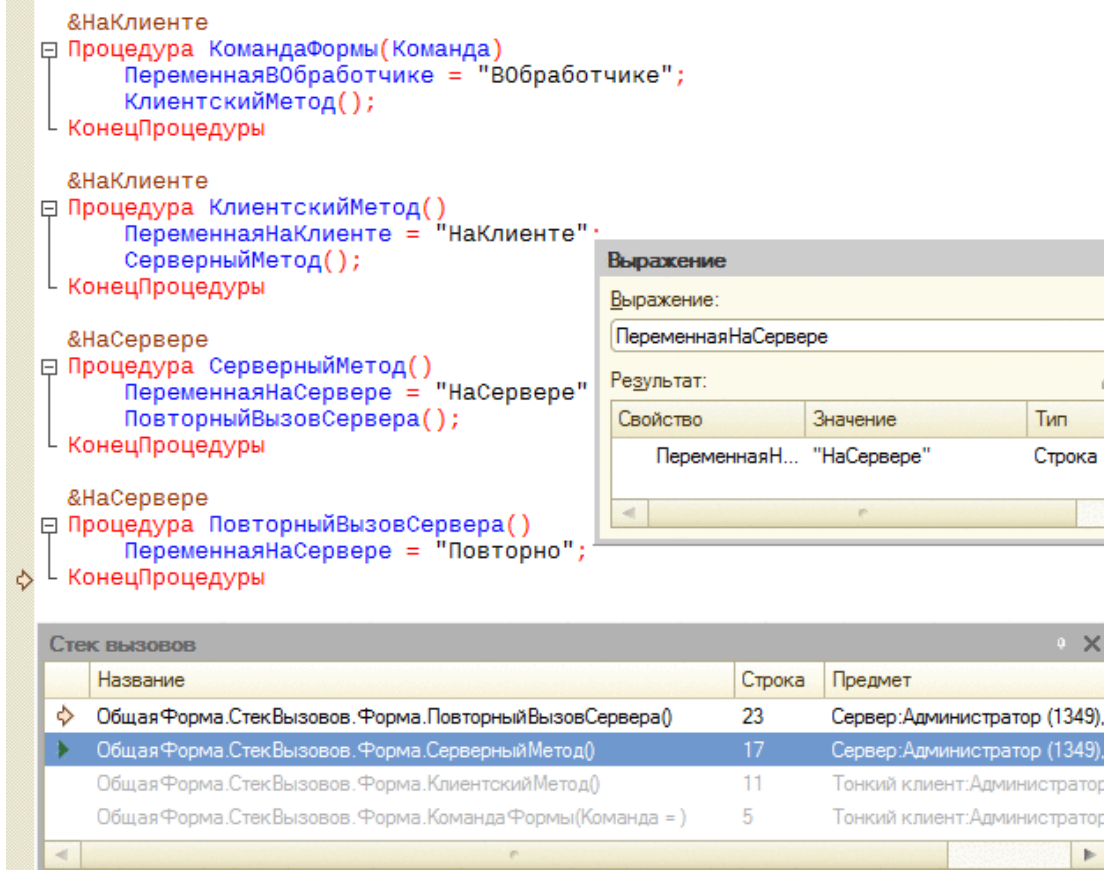 &НаКлиенте
Процедура КомандаФормы(Команда)
ПеременнаяВОбработчике = "ВОбработчике";
КлиентскийМетод();
КонецПроцедуры
&НаКлиенте
Процедура КлиентскийМетод()
ПеременнаяНаКлиенте = "НаКлиенте";
СерверныйМетод();
КонецПроцедуры
&НаСервере
Процедура СерверныйМетод()
ПеременнаяНаСервере = "НаСервере"
ПовторныйВызовСервера();
КонецПроцедуры
&НаСервере
Процедура ПовторныйВызовСервера()
ПеременнаяНаСервере = "Повторно";
КонецПроцедуры
Выражение
Выражение:
ПеременнаяНаСервере
Результат:
Свойство Значение Тип
ПеременнаяН... "НаСервере" Строка
Стек вызовов
Название Строка Предмет
ОбщаяФорма.СтекВызовов.Форма.ПовторныйВызовСервера() 23 Сервер:Администратор (1349),
ОбщаяФорма.СтекВызовов.Форма.СерверныйМетод() 17 Сервер:Администратор (1349),
ОбщаяФорма.СтекВызовов.Форма.КлиентскийМетод() 11 Тонкий клиент:Администратор
ОбщаяФорма.СтекВызовов.Форма.КомандаФормы(Команда = ) 5 Тонкий клиент:Администратор